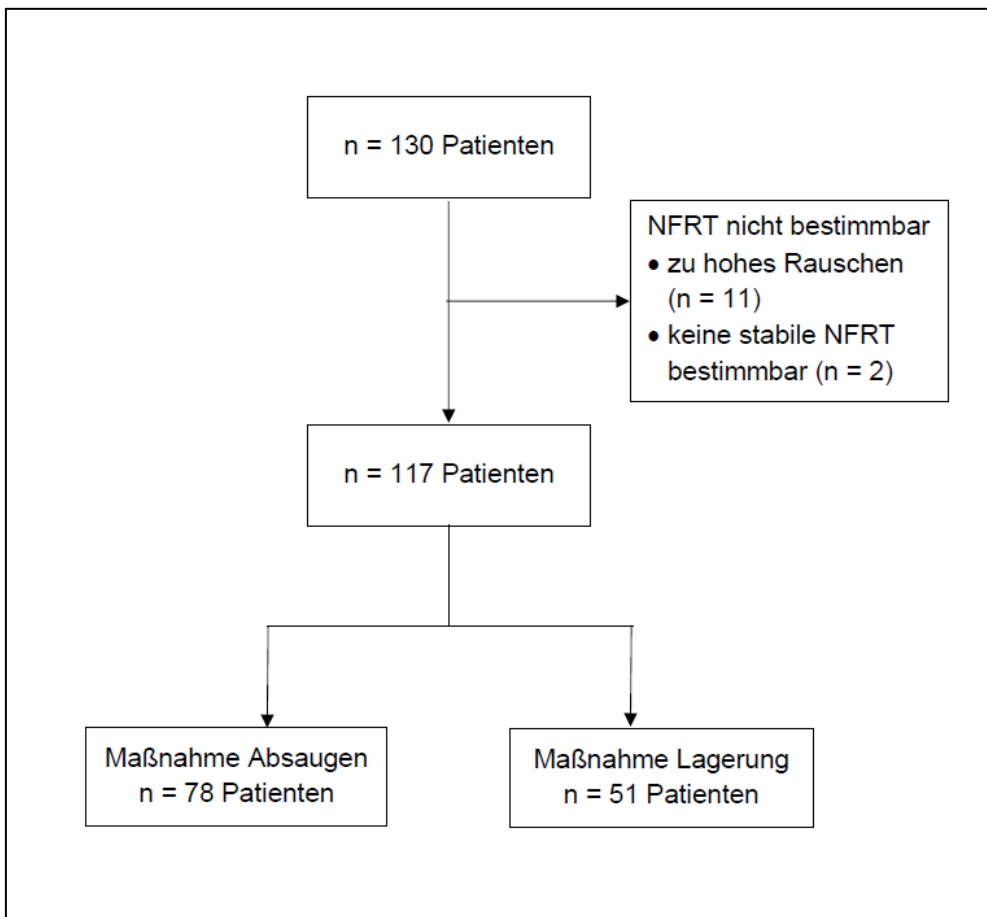 n = 130 Patienten
NFRT nicht bestimmbar
• zu hohes Rauschen
(n = 11)
• keine stabile NFRT
bestimmbar (n = 2)
n = 117 Patienten
Maßnahme Absaugen
n = 78 Patienten
Maßnahme Lagerung
n = 51 Patienten